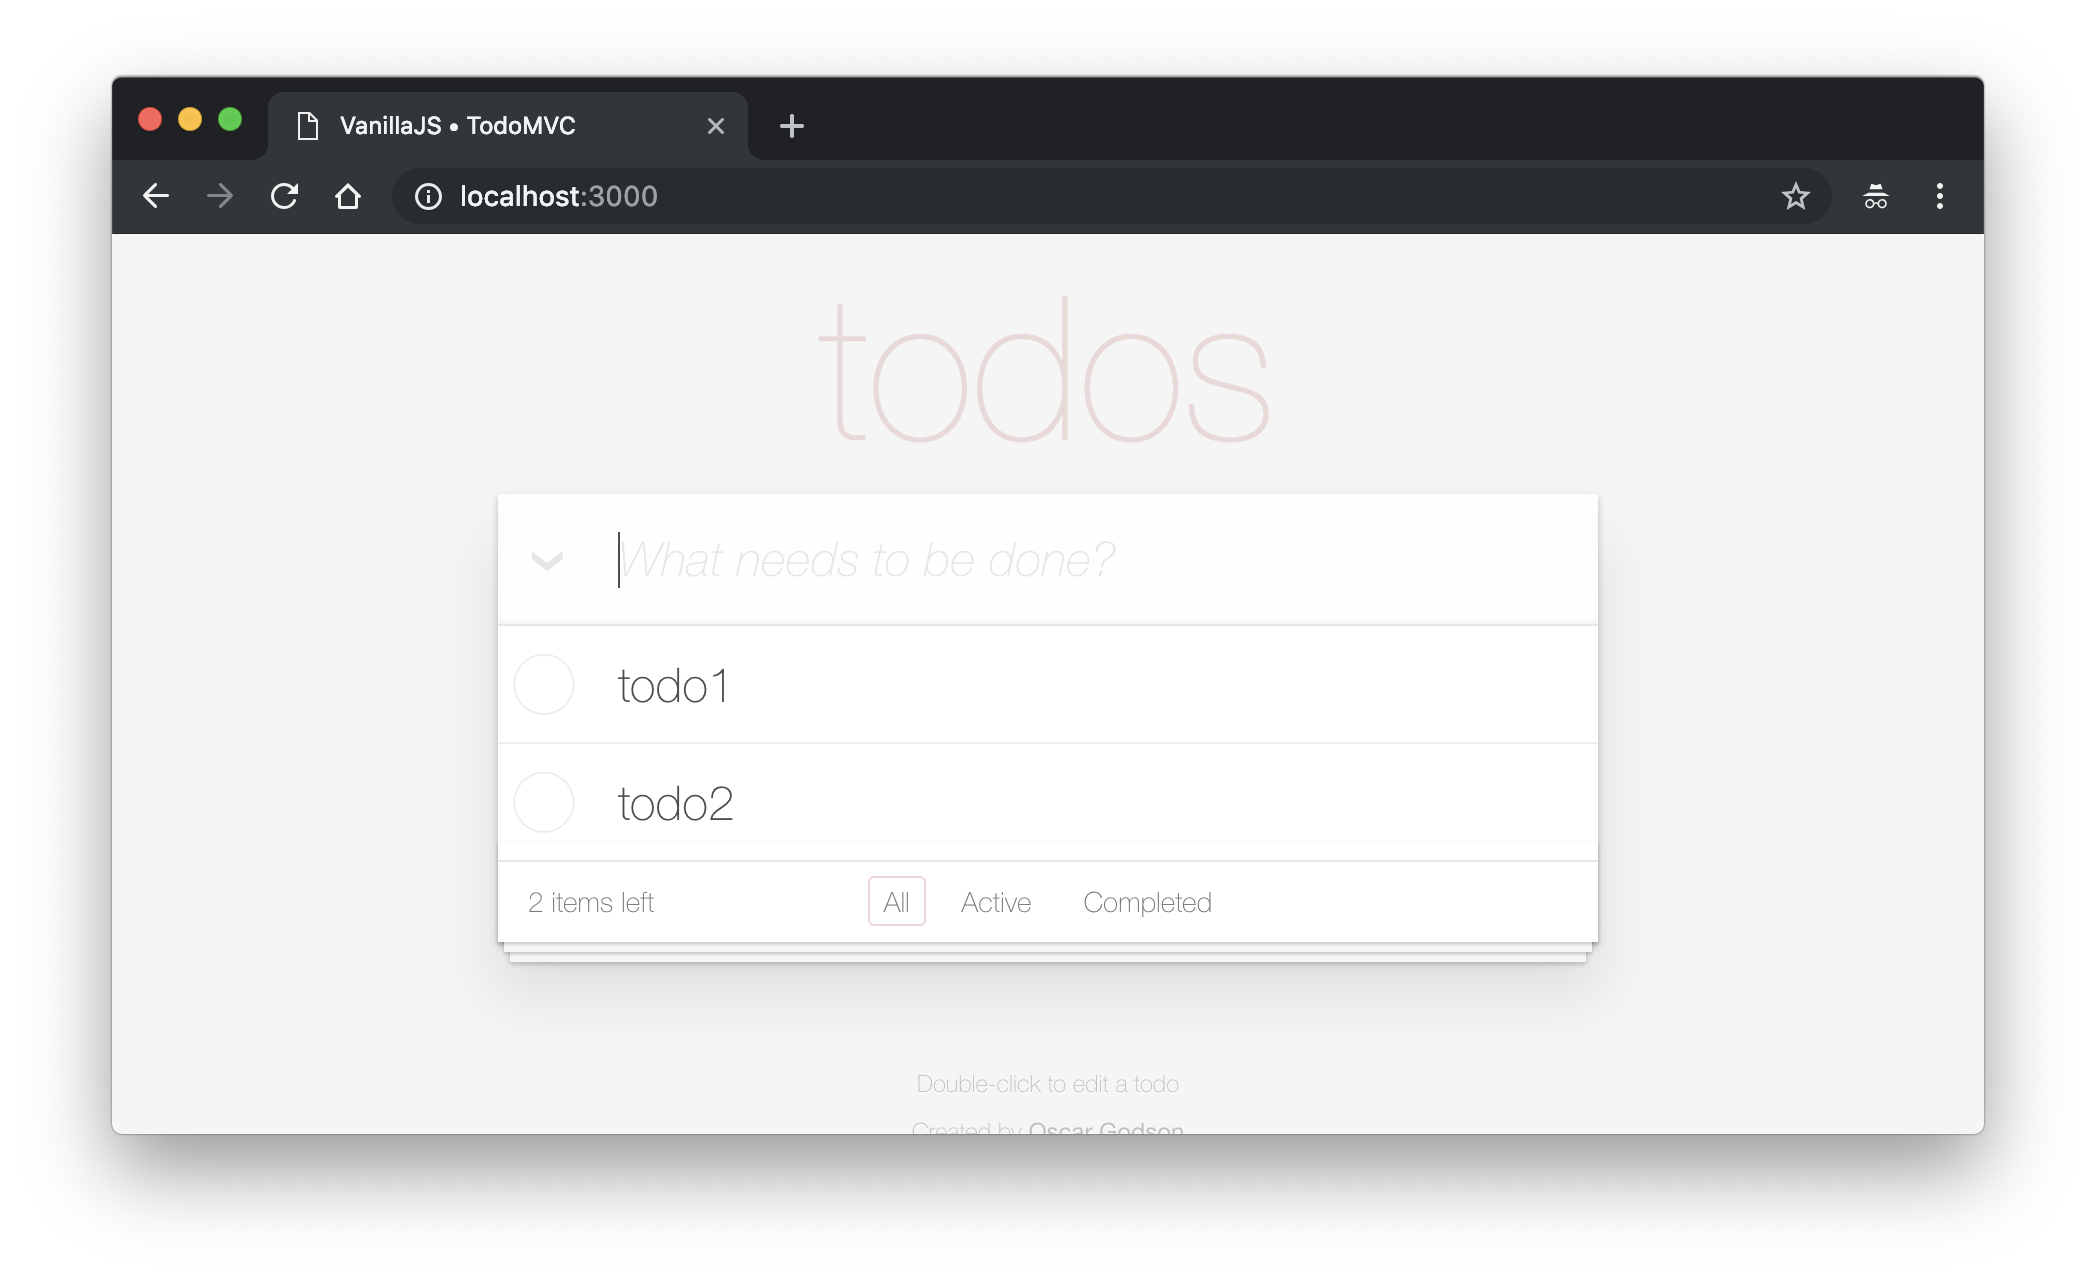 VanillaJS • TodoMVC
localhost:3000
todos
What needs to be done?
todo1
todo2
2 items left All Active Completed
Double-click to edit a todo
Created by Oscar Godson